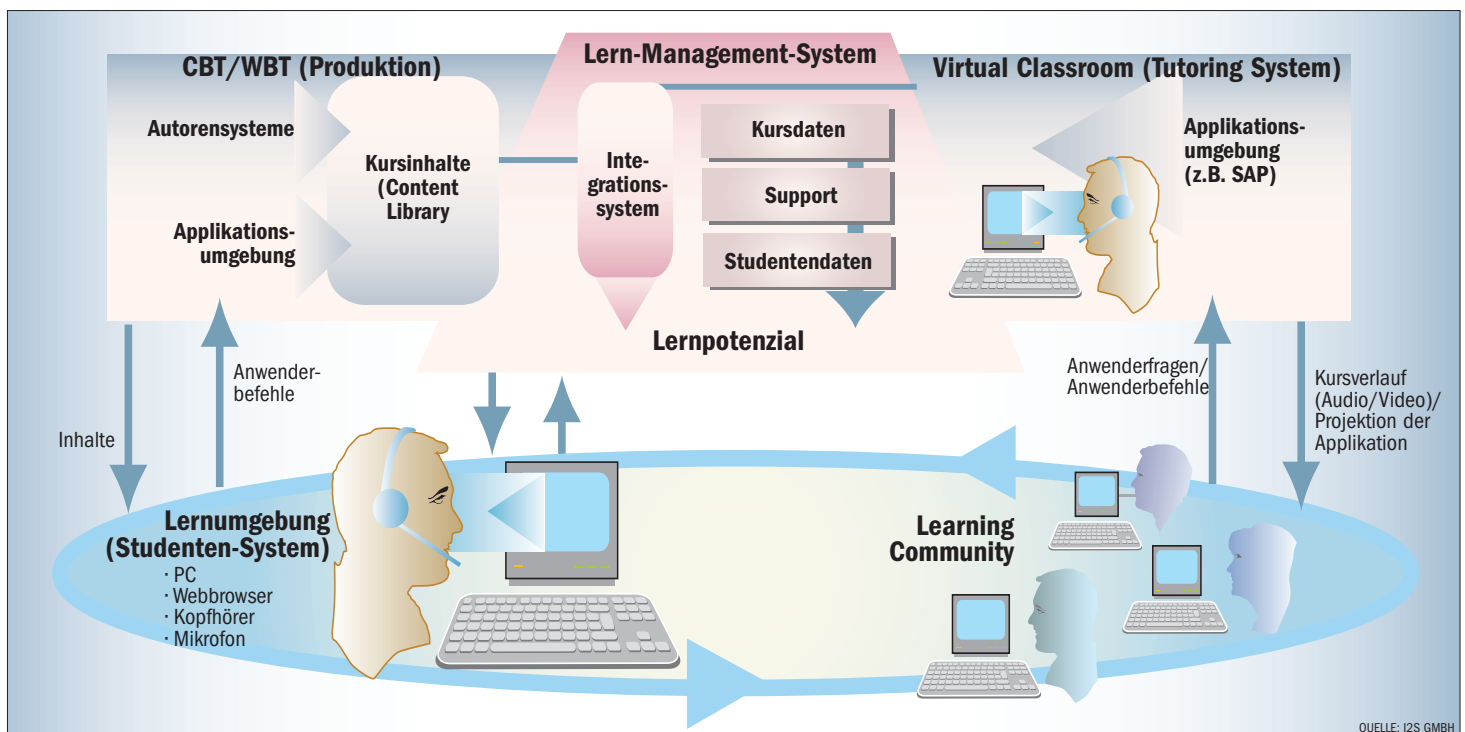 CBT/WBT (Produktion)
Autorensysteme
Applikations-
umgebung
Kursinhalte
(Content
Library
Lern-Management-System
Inte-
grations-
system
Kursdaten
Support
Studentendaten
Lernpotenzial
Virtual Classroom (Tutoring System)
Applikations-
umgebung
(z.B. SAP)
Inhalte
Anwender-
befehle
Anwenderfragen/
Anwenderbefehle
Kursverlauf
(Audio/Video)/
Projektion der
Applikation
Lernumgebung
(Studenten-System)
· PC
· Webbrowser
· Kopfhörer
· Mikrofon
Learning
Community
QUELLE: I2S GMBH